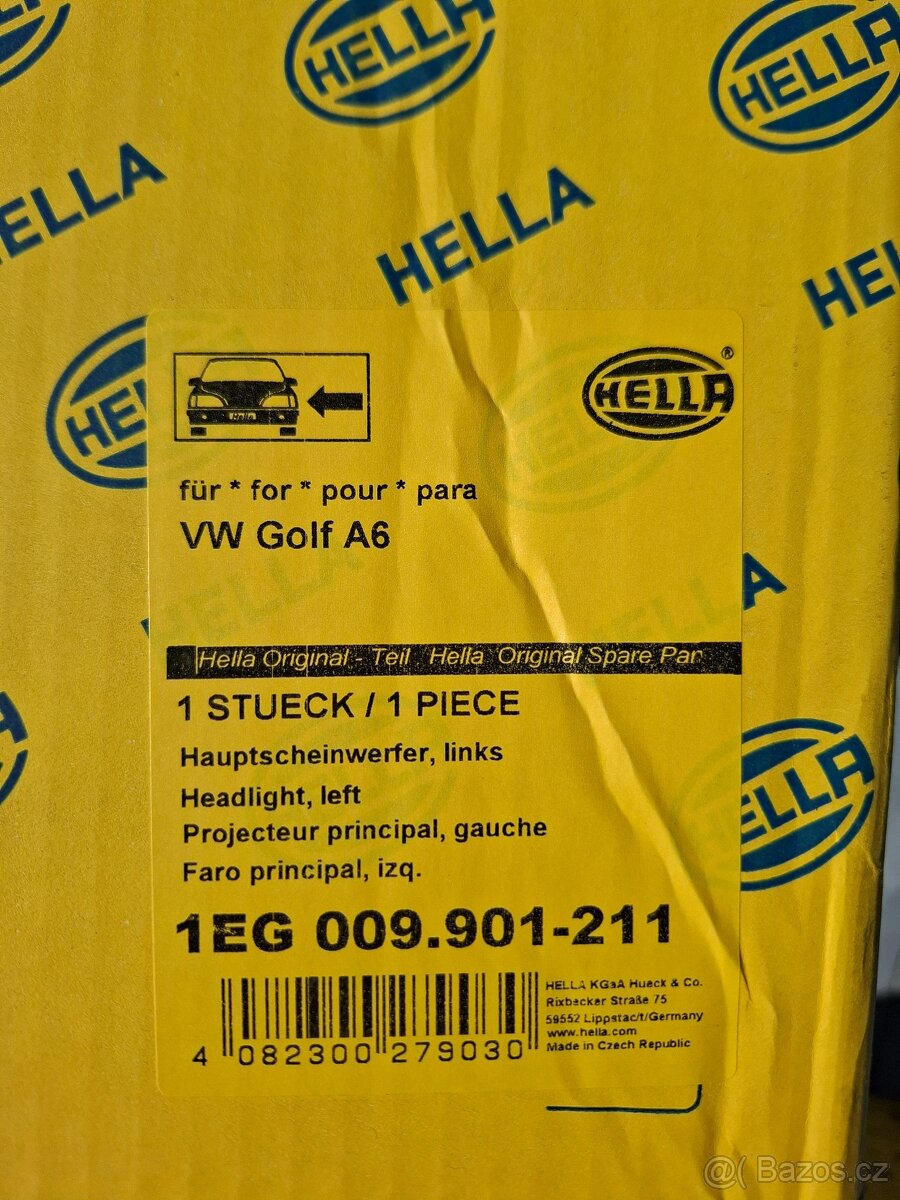 HELLA
HELLA
HELLA
HELLA
HELLA
HELLA
Hella
für * for * pour * para
VW Golf A6
Hella Original - Teil Hella Original Spare Par
1 STUECK / 1 PIECE
Hauptscheinwerfer, links
Headlight, left
Projecteur principal, gauche
Faro principal, izq.
HELLA
1EG 009.901-211
HELLA KGaA Hueck & Co.
Rixbecker Straße 75
59552 Lippstact/t/Germany
www.hella.com
Made in Czech Republic
4 082300 279030
@( Bazos.cz